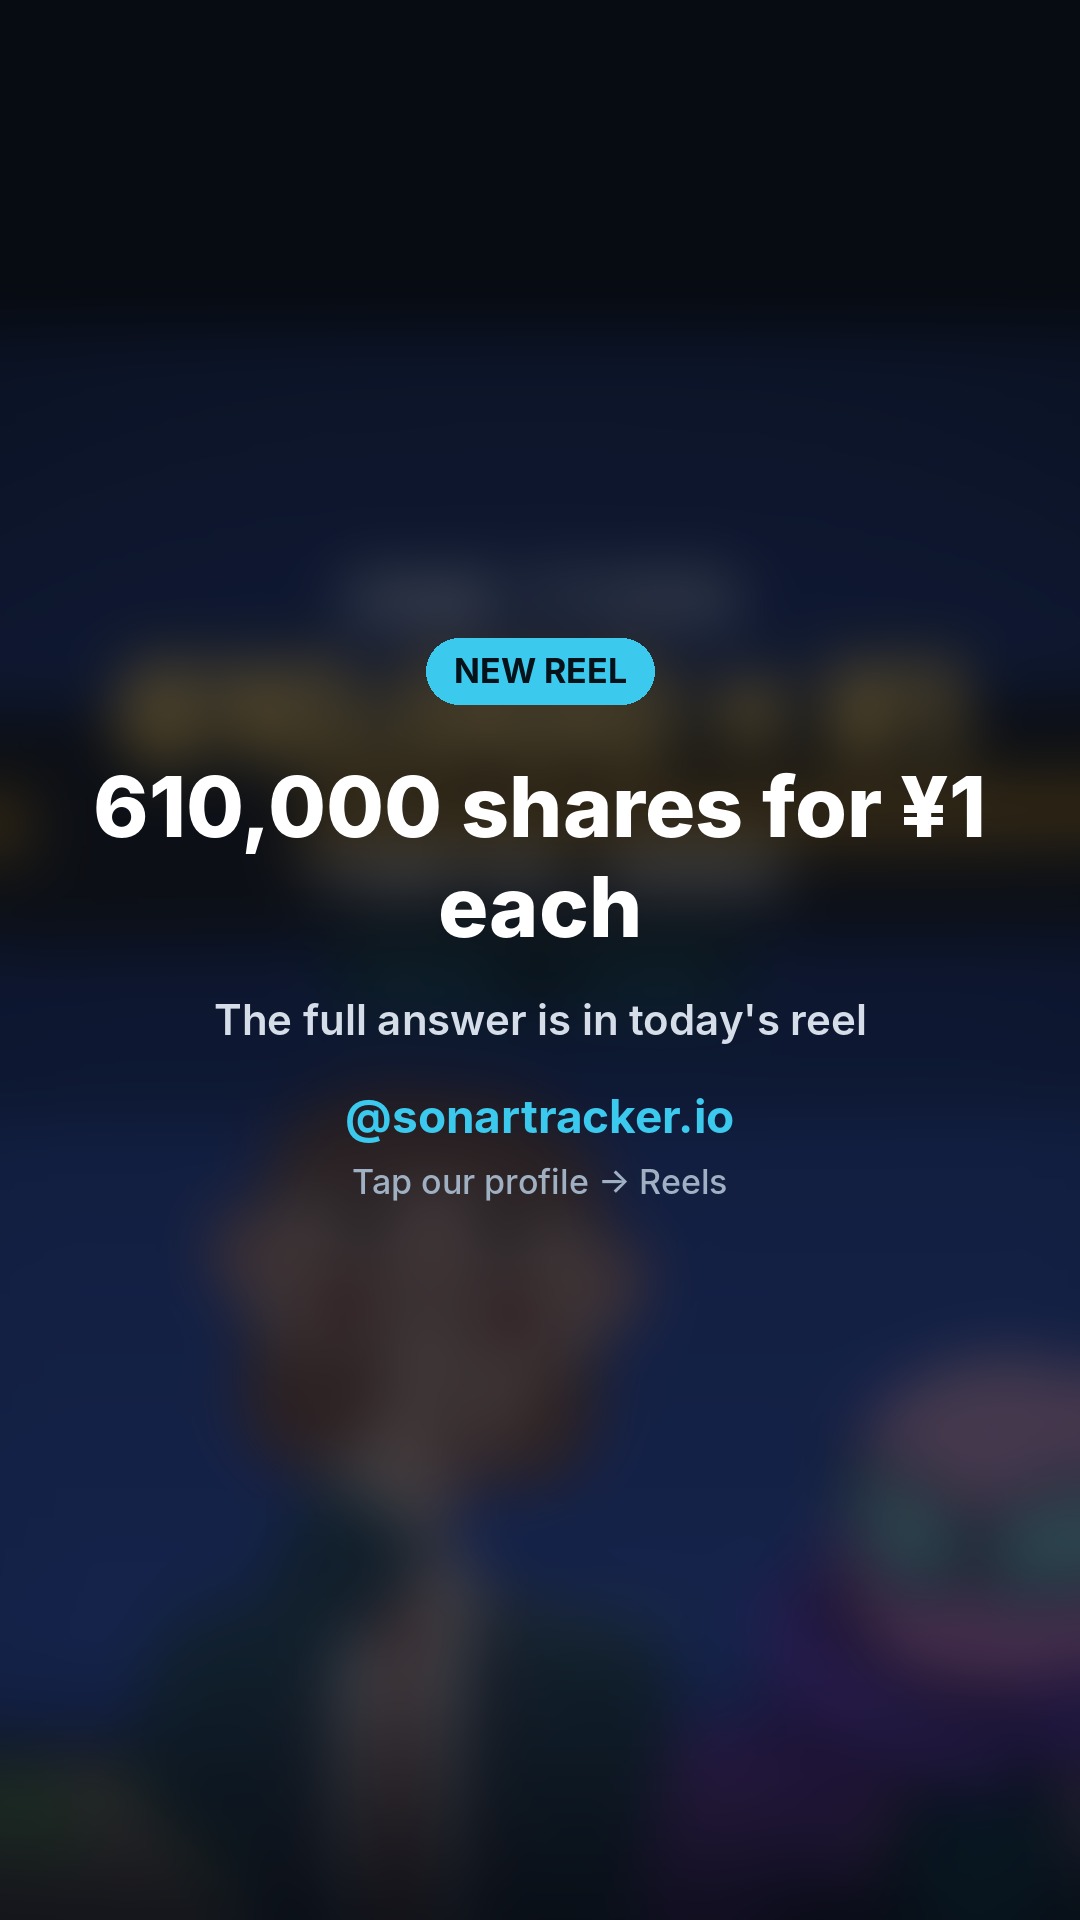 NEW REEL
610,000 shares for ¥1
each
The full answer is in today's reel
@sonartracker.io
Tap our profile → Reels